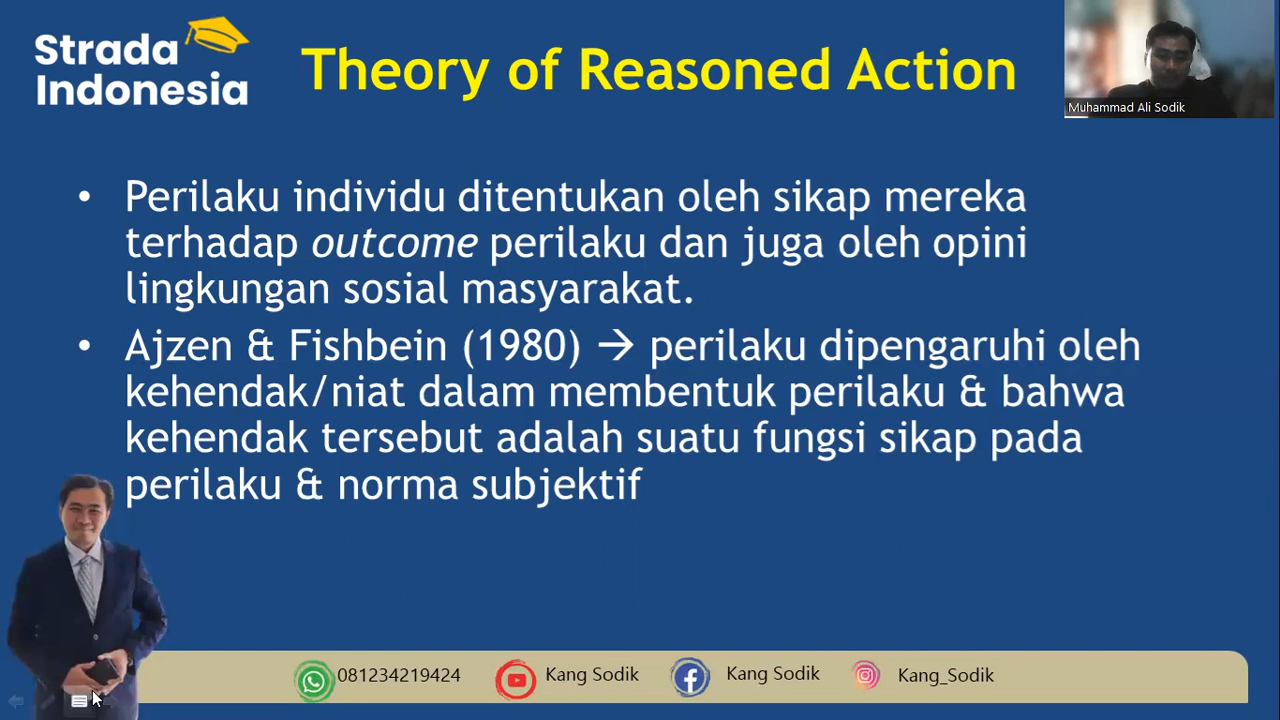 Strada
Indonesia
Theory of Reasoned Action
Muhammad Ali Sodik
• Perilaku individu ditentukan oleh sikap mereka
terhadap outcome perilaku dan juga oleh opini
lingkungan sosial masyarakat.
• Ajzen & Fishbein (1980) → perilaku dipengaruhi oleh
kehendak/niat dalam membentuk perilaku & bahwa
kehendak tersebut adalah suatu fungsi sikap pada
perilaku & norma subjektif
081234219424
Kang Sodik
Kang Sodik
Kang_Sodik